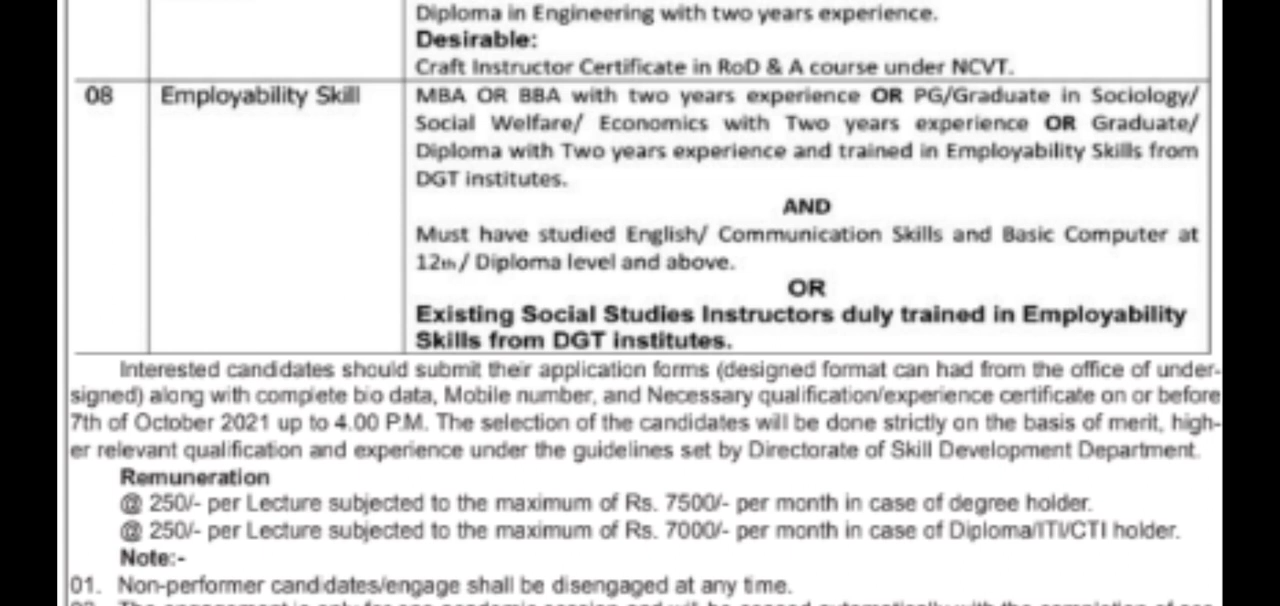 Diploma in Engineering with two years experience.
Desirable:
Craft Instructor Certificate in RoD & A course under NCVT.
08 Employability Skill MBA OR BBA with two years experience OR PG/Graduate in Sociology/
Social Welfare/ Economics with Two years experience OR Graduate/
Diploma with Two years experience and trained in Employability Skills from
DGT institutes.
AND
Must have studied English/ Communication Skills and Basic Computer at
12th/ Diploma level and above.
OR
Existing Social Studies Instructors duly trained in Employability
Skills from DGT institutes.
Interested candidates should submit their application forms (designed format can had from the office of under-
signed) along with complete bio data, Mobile number, and Necessary qualification/experience certificate on or before
7th of October 2021 up to 4.00 P.M. The selection of the candidates will be done strictly on the basis of merit, high-
er relevant qualification and experience under the guidelines set by Directorate of Skill Development Department.
Remuneration
@ 250/- per Lecture subjected to the maximum of Rs. 7500/- per month in case of degree holder.
@ 250/- per Lecture subjected to the maximum of Rs. 7000/- per month in case of Diploma/ITI/CTI holder.
Note:-
01. Non-performer candidates/engage shall be disengaged at any time.